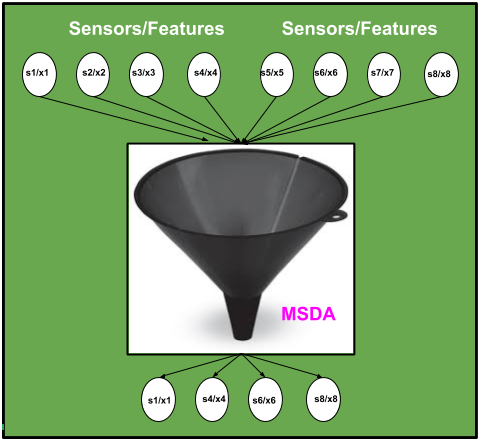 Sensors/Features Sensors/Features
s1/x1 s2/x2 s3/x3 s4/x4 s5/x5 s6/x6 s7/x7 s8/x8
MSDA
s1/x1 s4/x4 s6/x6 s8/x8